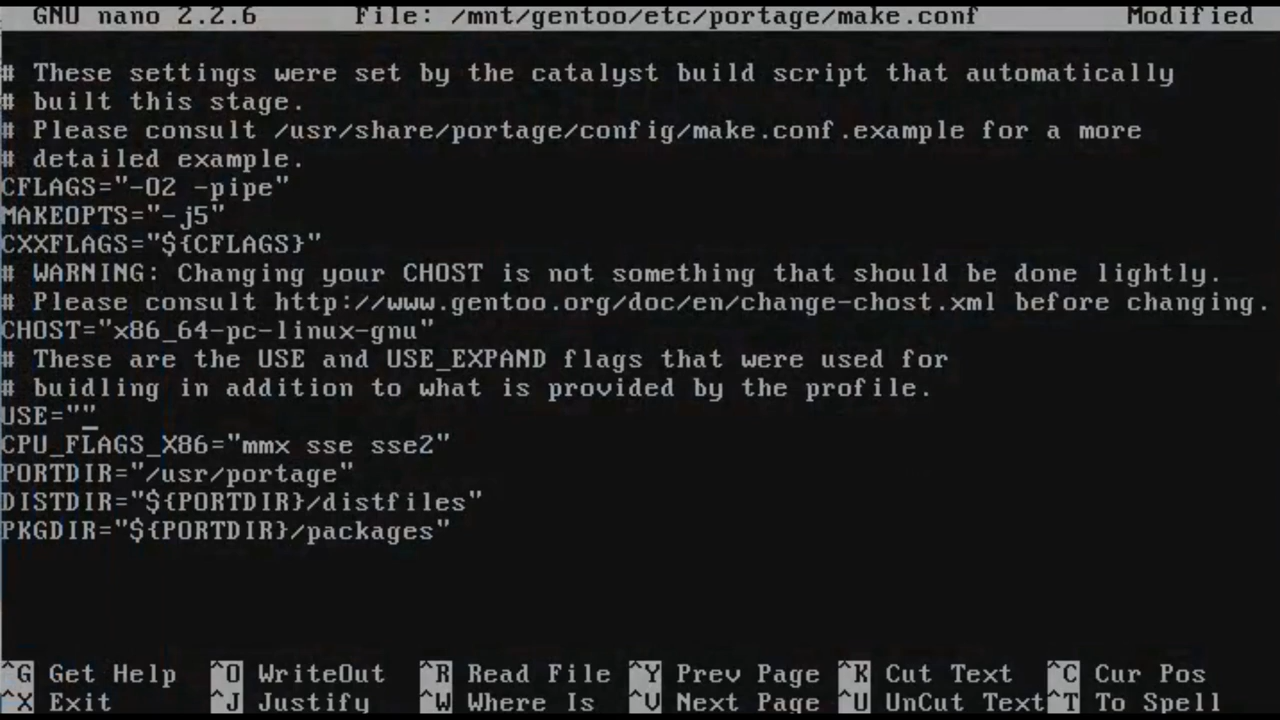 GNU nano 2.2.6 File: /mnt/gentoo/etc/portage/make.conf Modified
# These settings were set by the catalyst build script that automatically
# built this stage.
# Please consult /usr/share/portage/config/make.conf.example for a more
# detailed example.
CFLAGS="-O2 -pipe"
MAKEOPTS="-j5"
CXXFLAGS="${CFLAGS}"
# WARNING: Changing your CHOST is not something that should be done lightly.
# Please consult http://www.gentoo.org/doc/en/change-chost.xml before changing.
CHOST="x86_64-pc-linux-gnu"
# These are the USE and USE_EXPAND flags that were used for
# buidling in addition to what is provided by the profile.
USE=""
CPU_FLAGS_X86="mmx sse sse2"
PORTDIR="/usr/portage"
DISTDIR="${PORTDIR}/distfiles"
PKGDIR="${PORTDIR}/packages"
^G Get Help ^O WriteOut ^R Read File ^Y Prev Page ^K Cut Text ^C Cur Pos
^X Exit ^J Justify ^W Where Is ^V Next Page ^U UnCut Text ^T To Spell